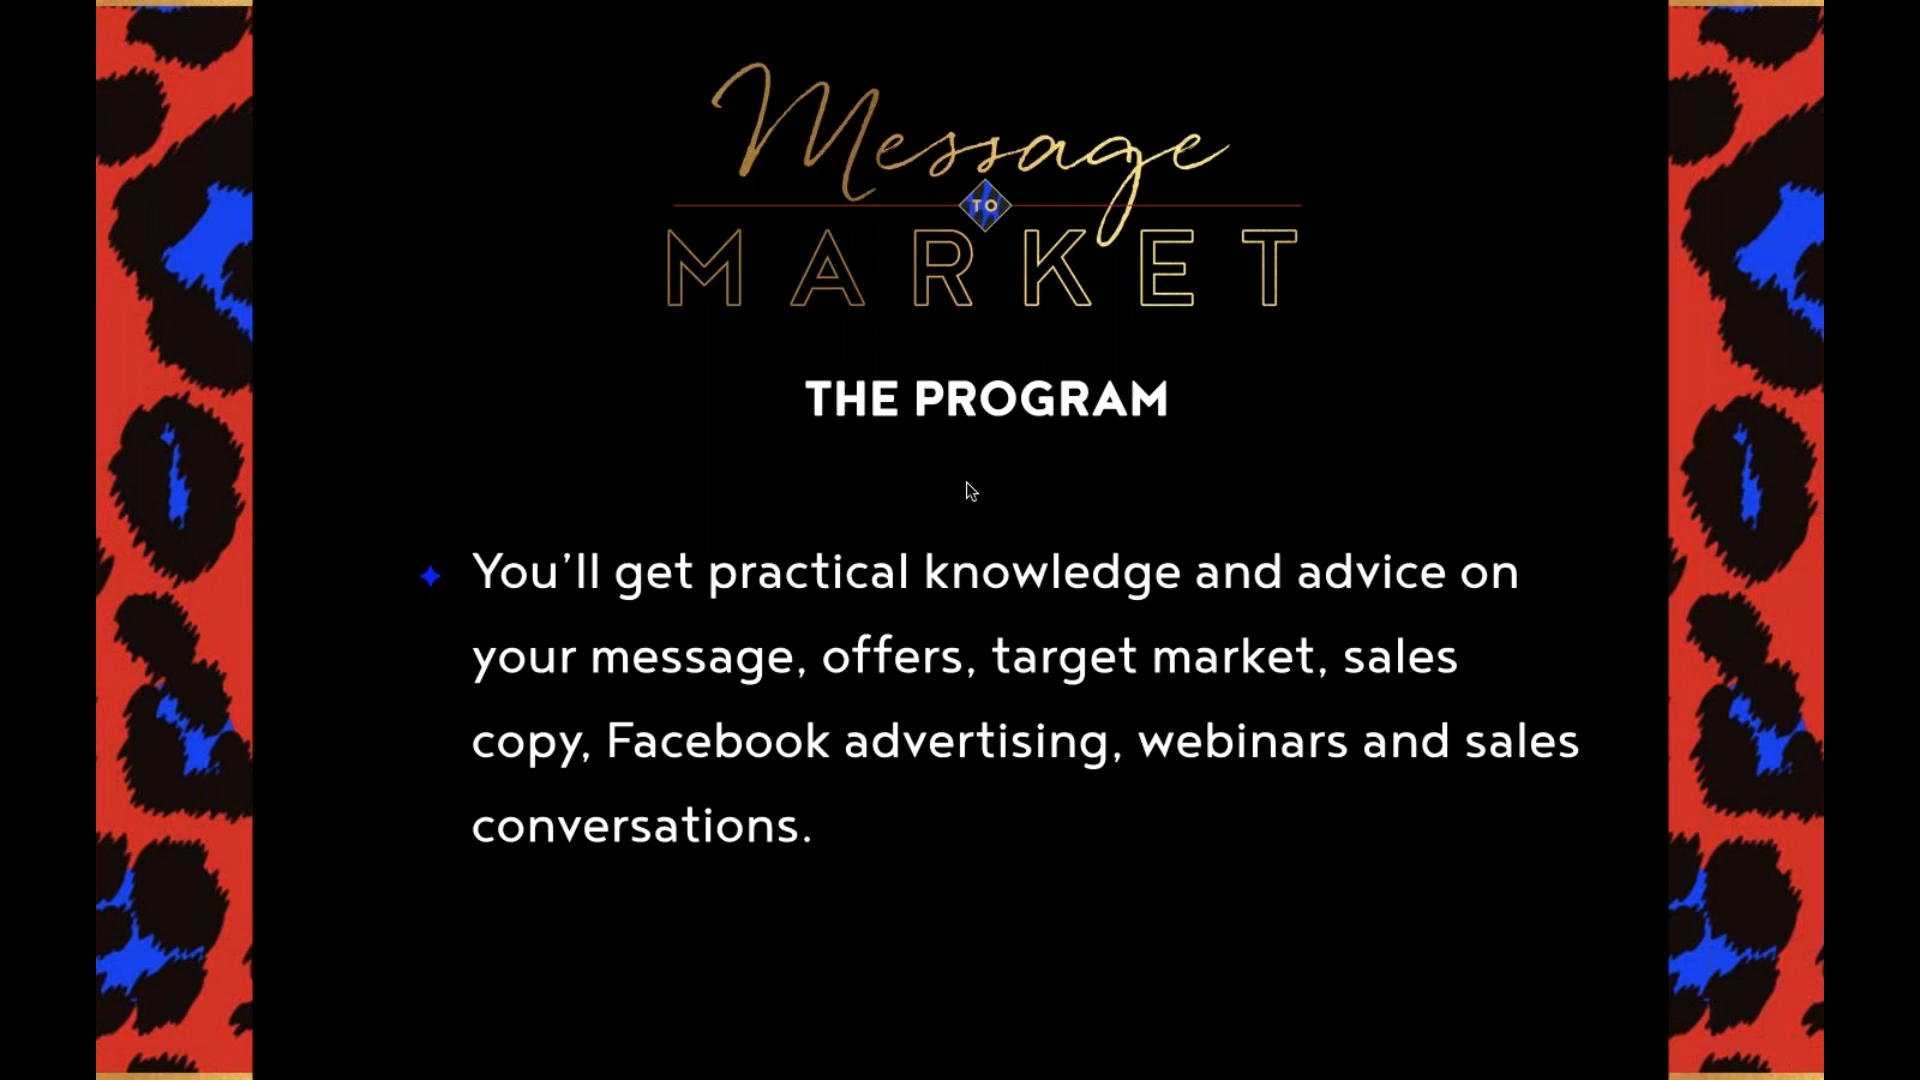 Message
TO
MARKET
THE PROGRAM
You’ll get practical knowledge and advice on
your message, offers, target market, sales
copy, Facebook advertising, webinars and sales
conversations.